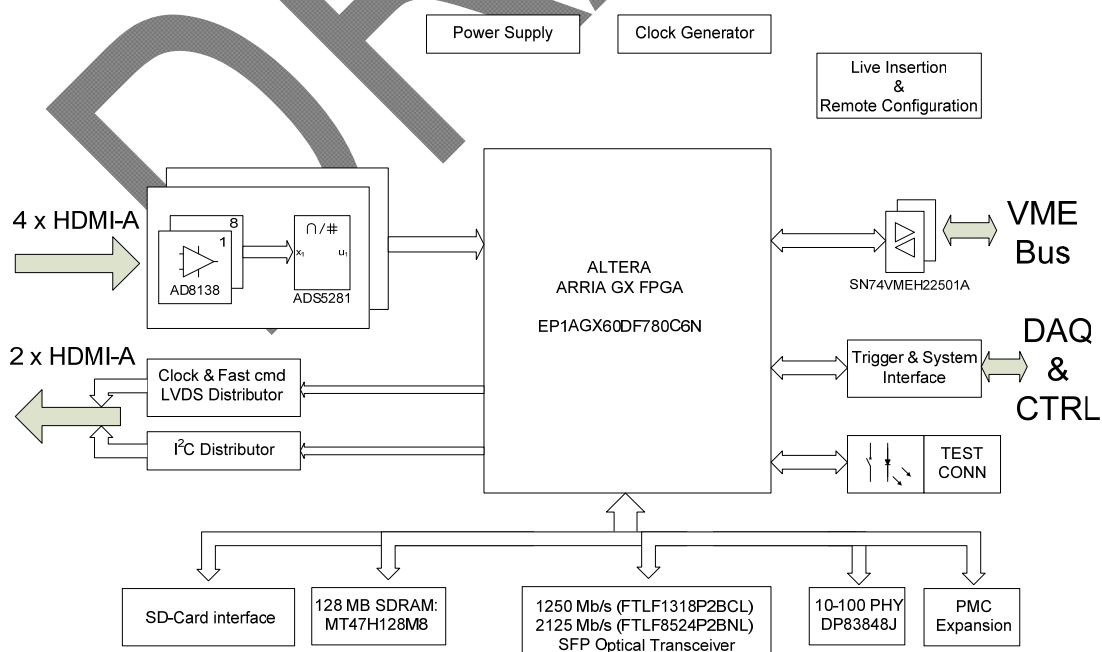 Power Supply
Clock Generator
Live Insertion
&
Remote Configuration
4 x HDMI-A
8
1
AD8138
∩/#
x₁
u₁
ADS5281
ALTERA
ARRIA GX FPGA
EP1AGX60DF780C6N
SN74VMEH22501A
VME
Bus
2 x HDMI-A
Clock & Fast cmd
LVDS Distributor
I²C Distributor
Trigger & System
Interface
DAQ
&
CTRL
TEST
CONN
SD-Card interface
128 MB SDRAM:
MT47H128M8
1250 Mb/s (FTLF1318P2BCL)
2125 Mb/s (FTLF8524P2BNL)
SFP Optical Transceiver
10-100 PHY
DP83848J
PMC
Expansion